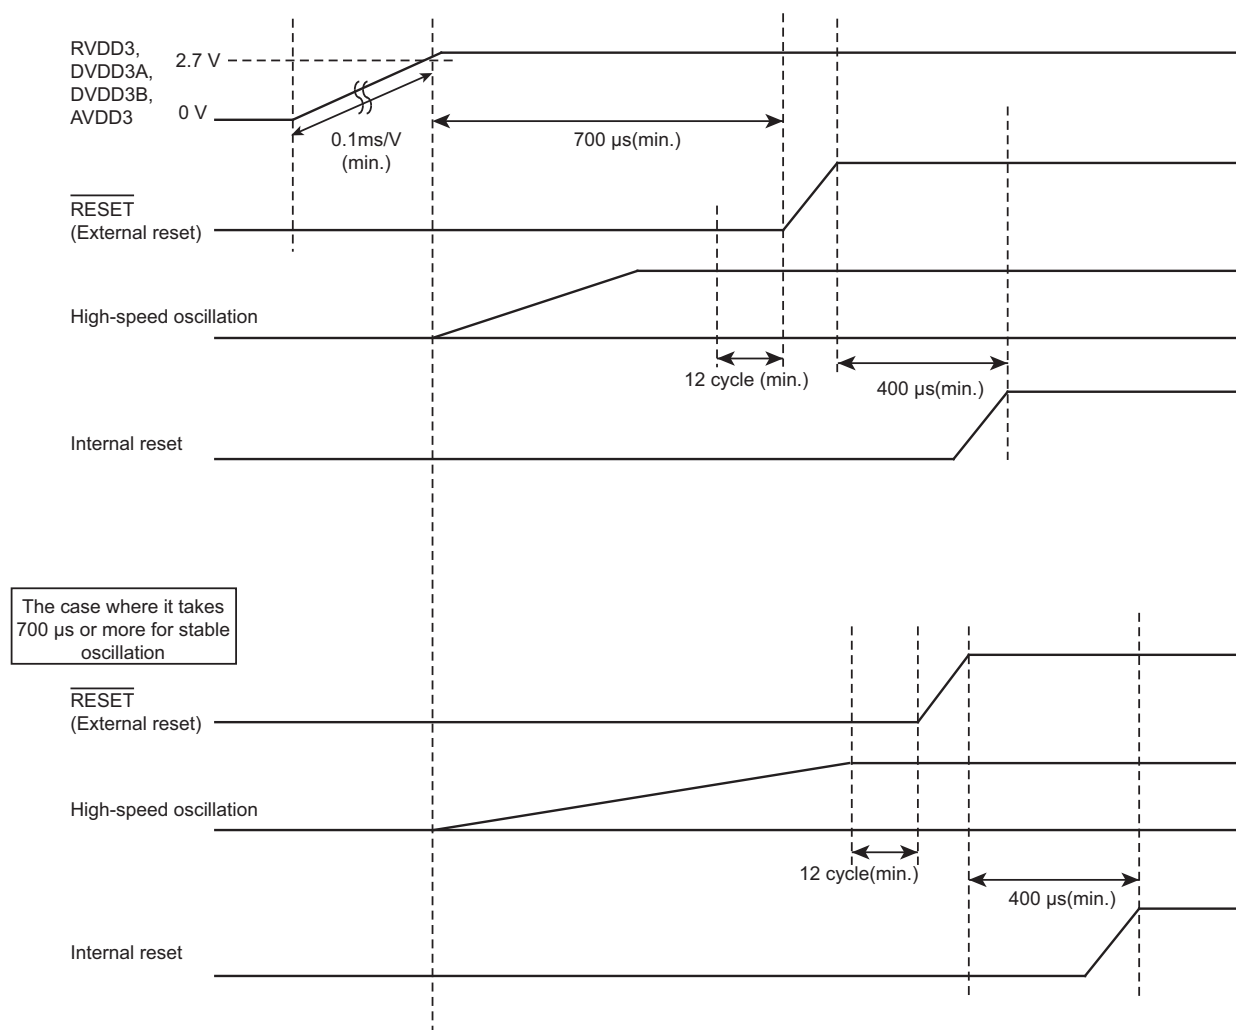 RVDD3,
DVDD3A,
DVDD3B,
AVDD3
2.7 V
0 V
0.1ms/V
(min.)
700 µs(min.)
RESET
(External reset)
High-speed oscillation
12 cycle (min.)
400 µs(min.)
Internal reset
The case where it takes
700 µs or more for stable
oscillation
RESET
(External reset)
High-speed oscillation
12 cycle(min.)
400 µs(min.)
Internal reset